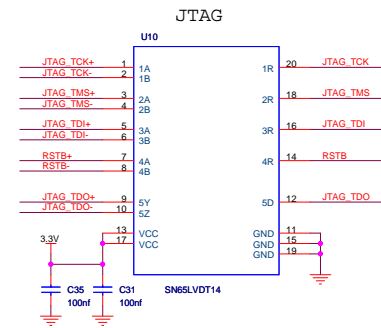 JTAG
U10
JTAG_TCK+ 1 1A 1R 20 JTAG_TCK
JTAG_TCK- 2 1B
JTAG_TMS+ 3 2A 2R 18 JTAG_TMS
JTAG_TMS- 4 2B
JTAG_TDI+ 5 3A 3R 16 JTAG_TDI
JTAG_TDI- 6 3B
RSTB+ 7 4A 4R 14 RSTB
RSTB- 8 4B
JTAG_TDO+ 9 5Y 5D 12 JTAG_TDO
JTAG_TDO- 10 5Z
13 VCC GND 11
3,3V 17 VCC GND 15
GND 19
C35 C31 SN65LVDT14
100nf 100nf